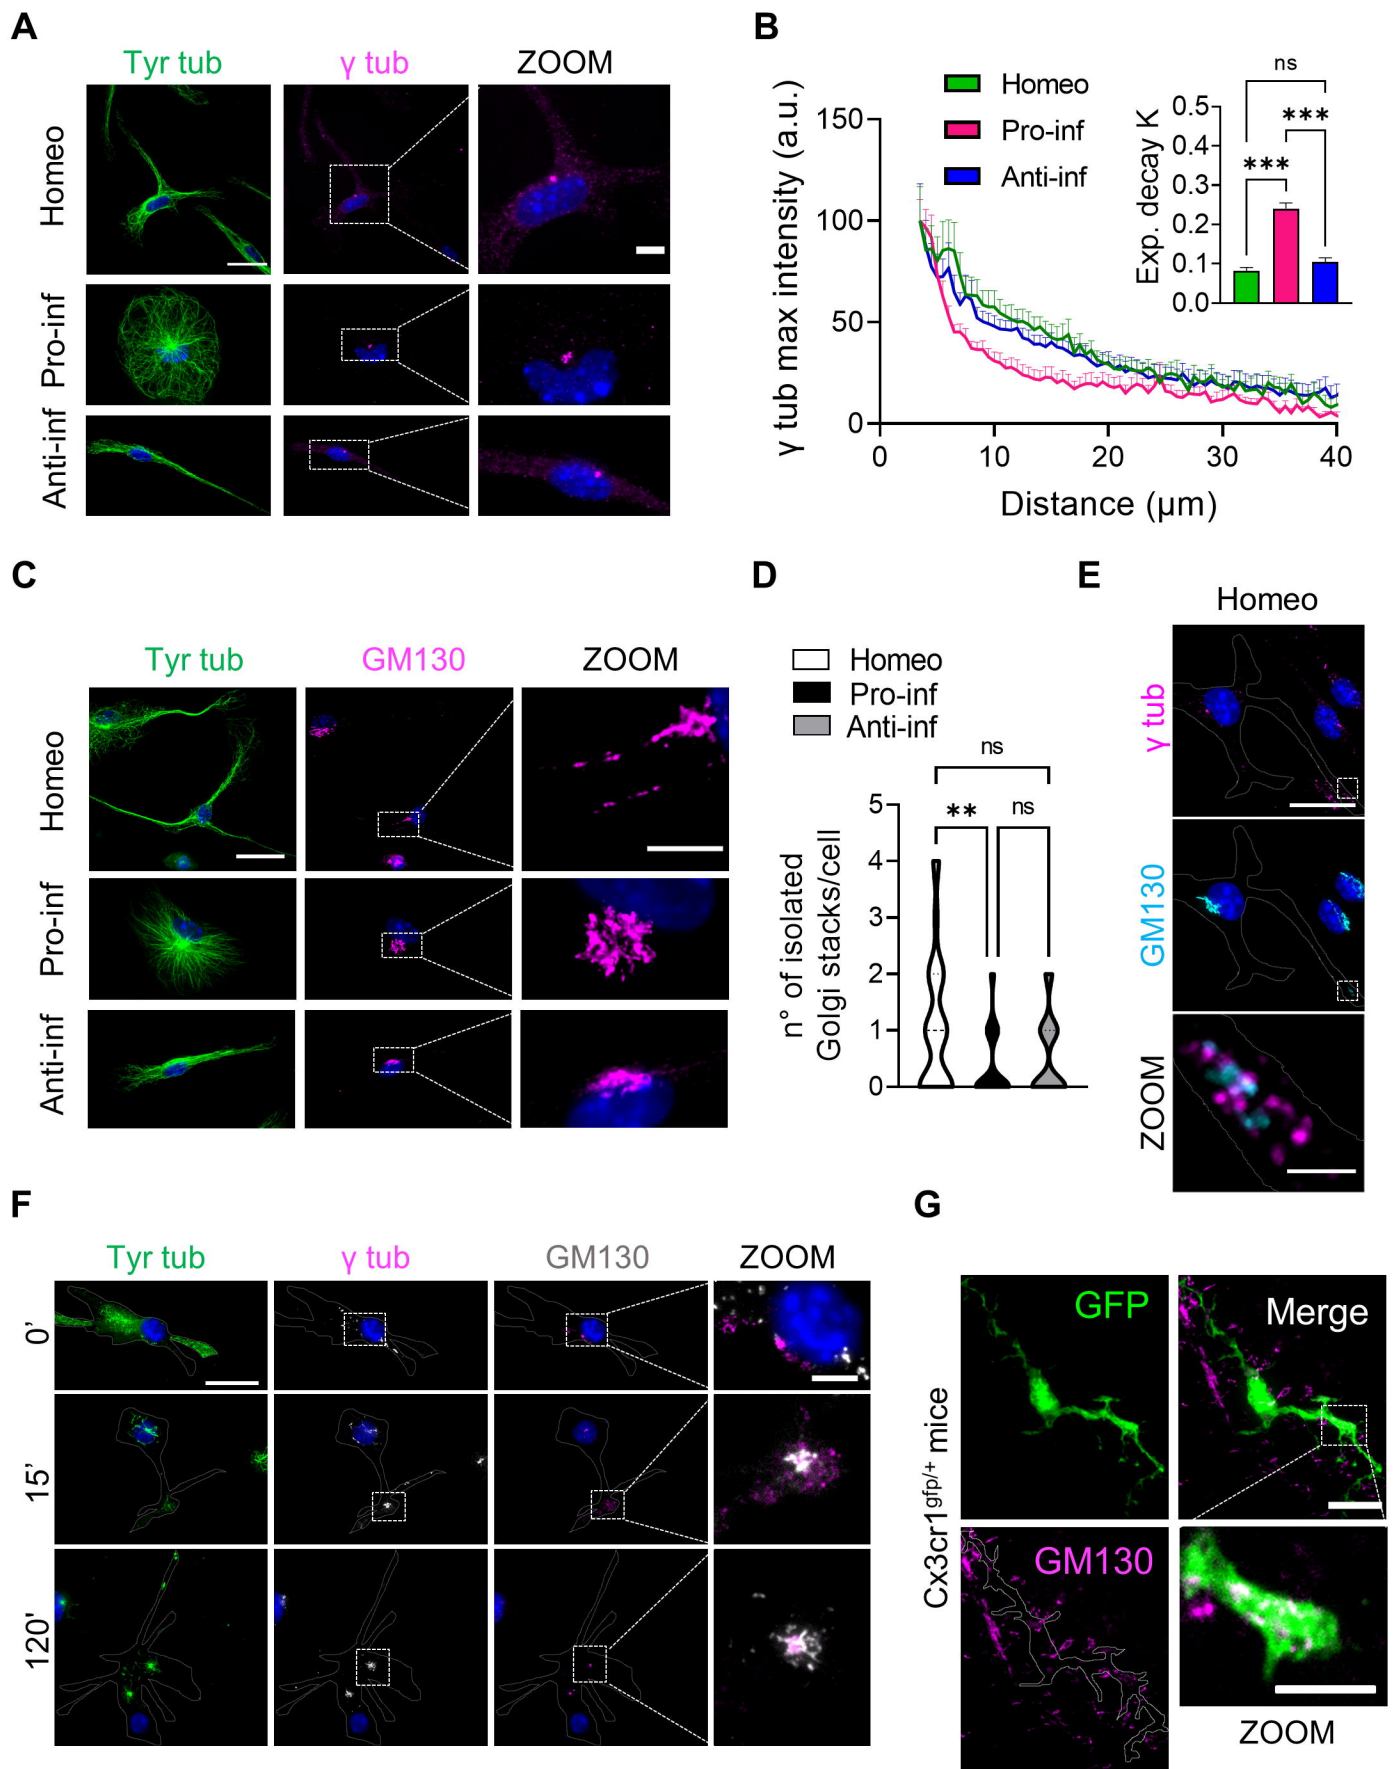 A
Tyr tub
γ tub
ZOOM
Homeo
Pro-inf
Anti-inf
B
Homeo
Pro-inf
Anti-inf
γ tub max intensity (a.u.)
150
100
50
0
0
10
20
30
40
Distance (μm)
Exp. decay K
0.5
0.4
0.3
0.2
0.1
0.0
ns
***
***
C
Tyr tub
GM130
ZOOM
Homeo
Pro-inf
Anti-inf
D
Homeo
Pro-inf
Anti-inf
ns
**
ns
n° of isolated
Golgi stacks/cell
5
4
3
2
1
0
E
Homeo
γ tub
GM130
ZOOM
F
Tyr tub
γ tub
GM130
ZOOM
0'
15'
120'
G
Cx3cr1gfp/+ mice
GFP
Merge
GM130
ZOOM